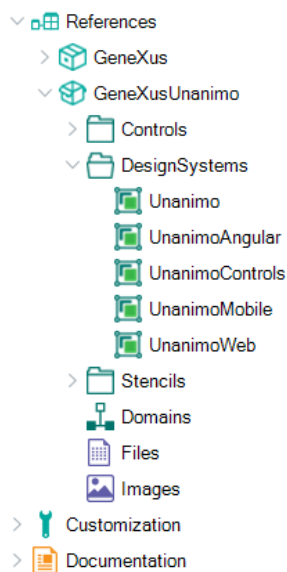 References
GeneXus
GeneXusUnanimo
Controls
DesignSystems
Unanimo
UnanimoAngular
UnanimoControls
UnanimoMobile
UnanimoWeb
Stencils
Domains
Files
Images
Customization
Documentation